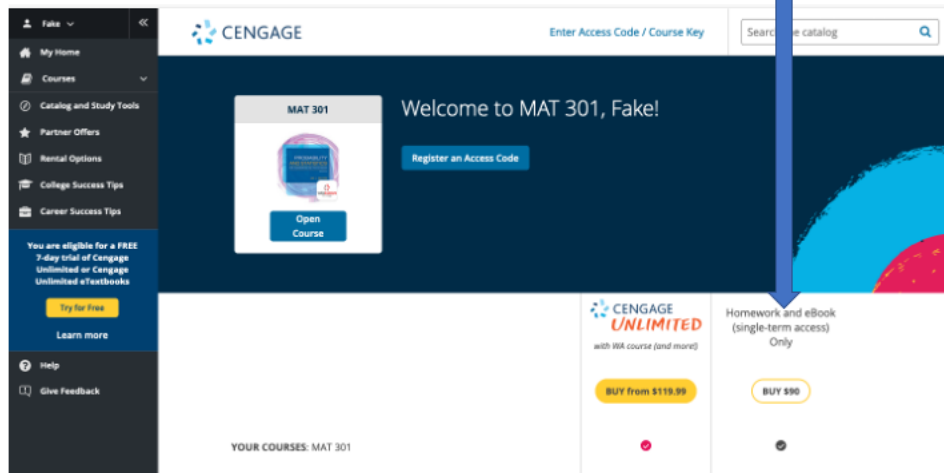 Fake
My Home
Courses
Catalog and Study Tools
Partner Offers
Rental Options
College Success Tips
Career Success Tips
You are eligible for a FREE
7-day trial of Cengage
Unlimited or Cengage
Unlimited eTextbooks
Try for Free
Learn more
Help
Give Feedback
CENGAGE
Enter Access Code / Course Key
Search catalog
MAT 301
PROBABILITY
Open
Course
Welcome to MAT 301, Fake!
Register an Access Code
CENGAGE
UNLIMITED
with WA course (and more!)
BUY from $119.99
Homework and eBook
(single-term access)
Only
BUY $90
YOUR COURSES: MAT 301